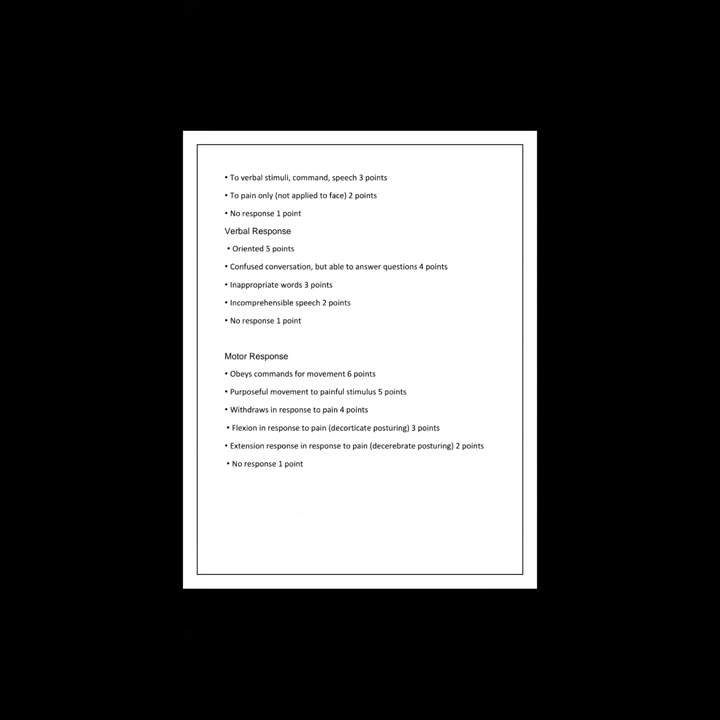 • To verbal stimuli, command, speech 3 points
• To pain only (not applied to face) 2 points
• No response 1 point
Verbal Response
• Oriented 5 points
• Confused conversation, but able to answer questions 4 points
• Inappropriate words 3 points
• Incomprehensible speech 2 points
• No response 1 point
Motor Response
• Obeys commands for movement 6 points
• Purposeful movement to painful stimulus 5 points
• Withdraws in response to pain 4 points
• Flexion in response to pain (decorticate posturing) 3 points
• Extension response in response to pain (decerebrate posturing) 2 points
• No response 1 point